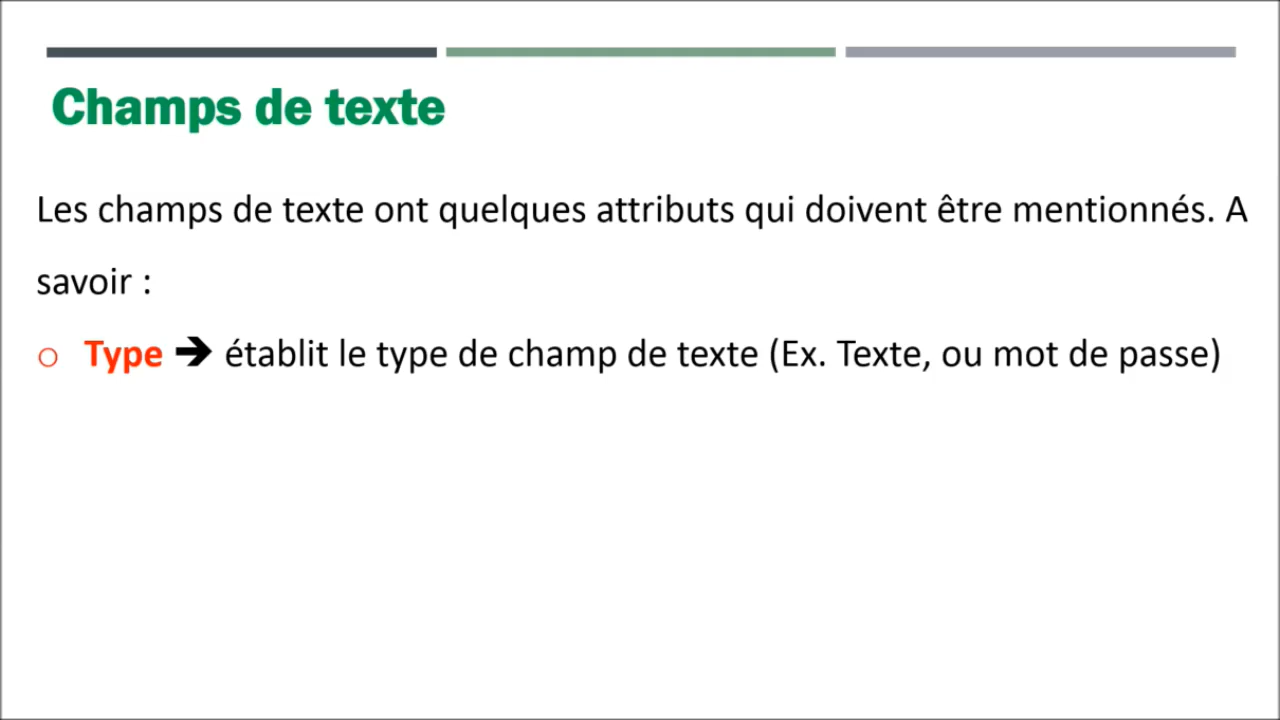 Champs de texte
Les champs de texte ont quelques attributs qui doivent être mentionnés. A
savoir :
o Type ➔ établit le type de champ de texte (Ex. Texte, ou mot de passe)